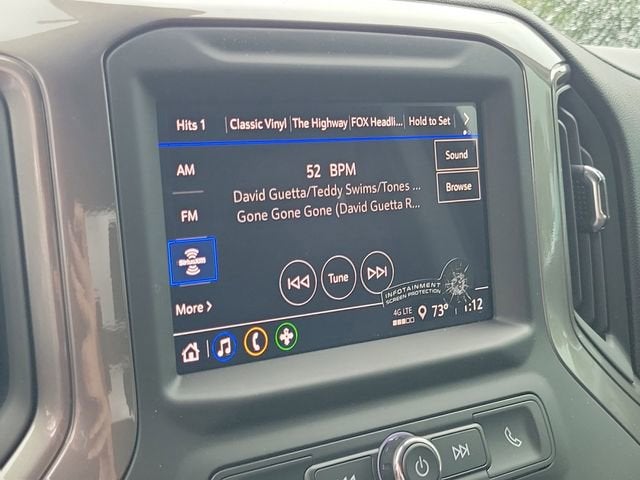 Hits 1 Classic Vinyl The Highway FOX Headli... Hold to Set
AM
52 BPM
Sound
David Guetta/Teddy Swims/Tones ...
Browse
FM
Gone Gone Gone (David Guetta R...
SiriusXM
Tune
More
INFOTAINMENT
SCREEN PROTECTION
4G LTE 73° 1:12